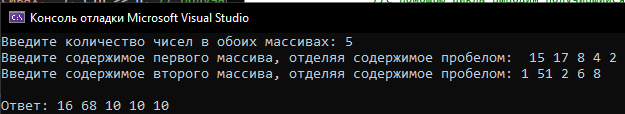 Консоль отладки Microsoft Visual Studio
Введите количество чисел в обоих массивах: 5
Введите содержимое первого массива, отделяя содержимое пробелом:  15 17 8 4 2
Введите содержимое второго массива, отделяя содержимое пробелом: 1 51 2 6 8
Ответ: 16 68 10 10 10